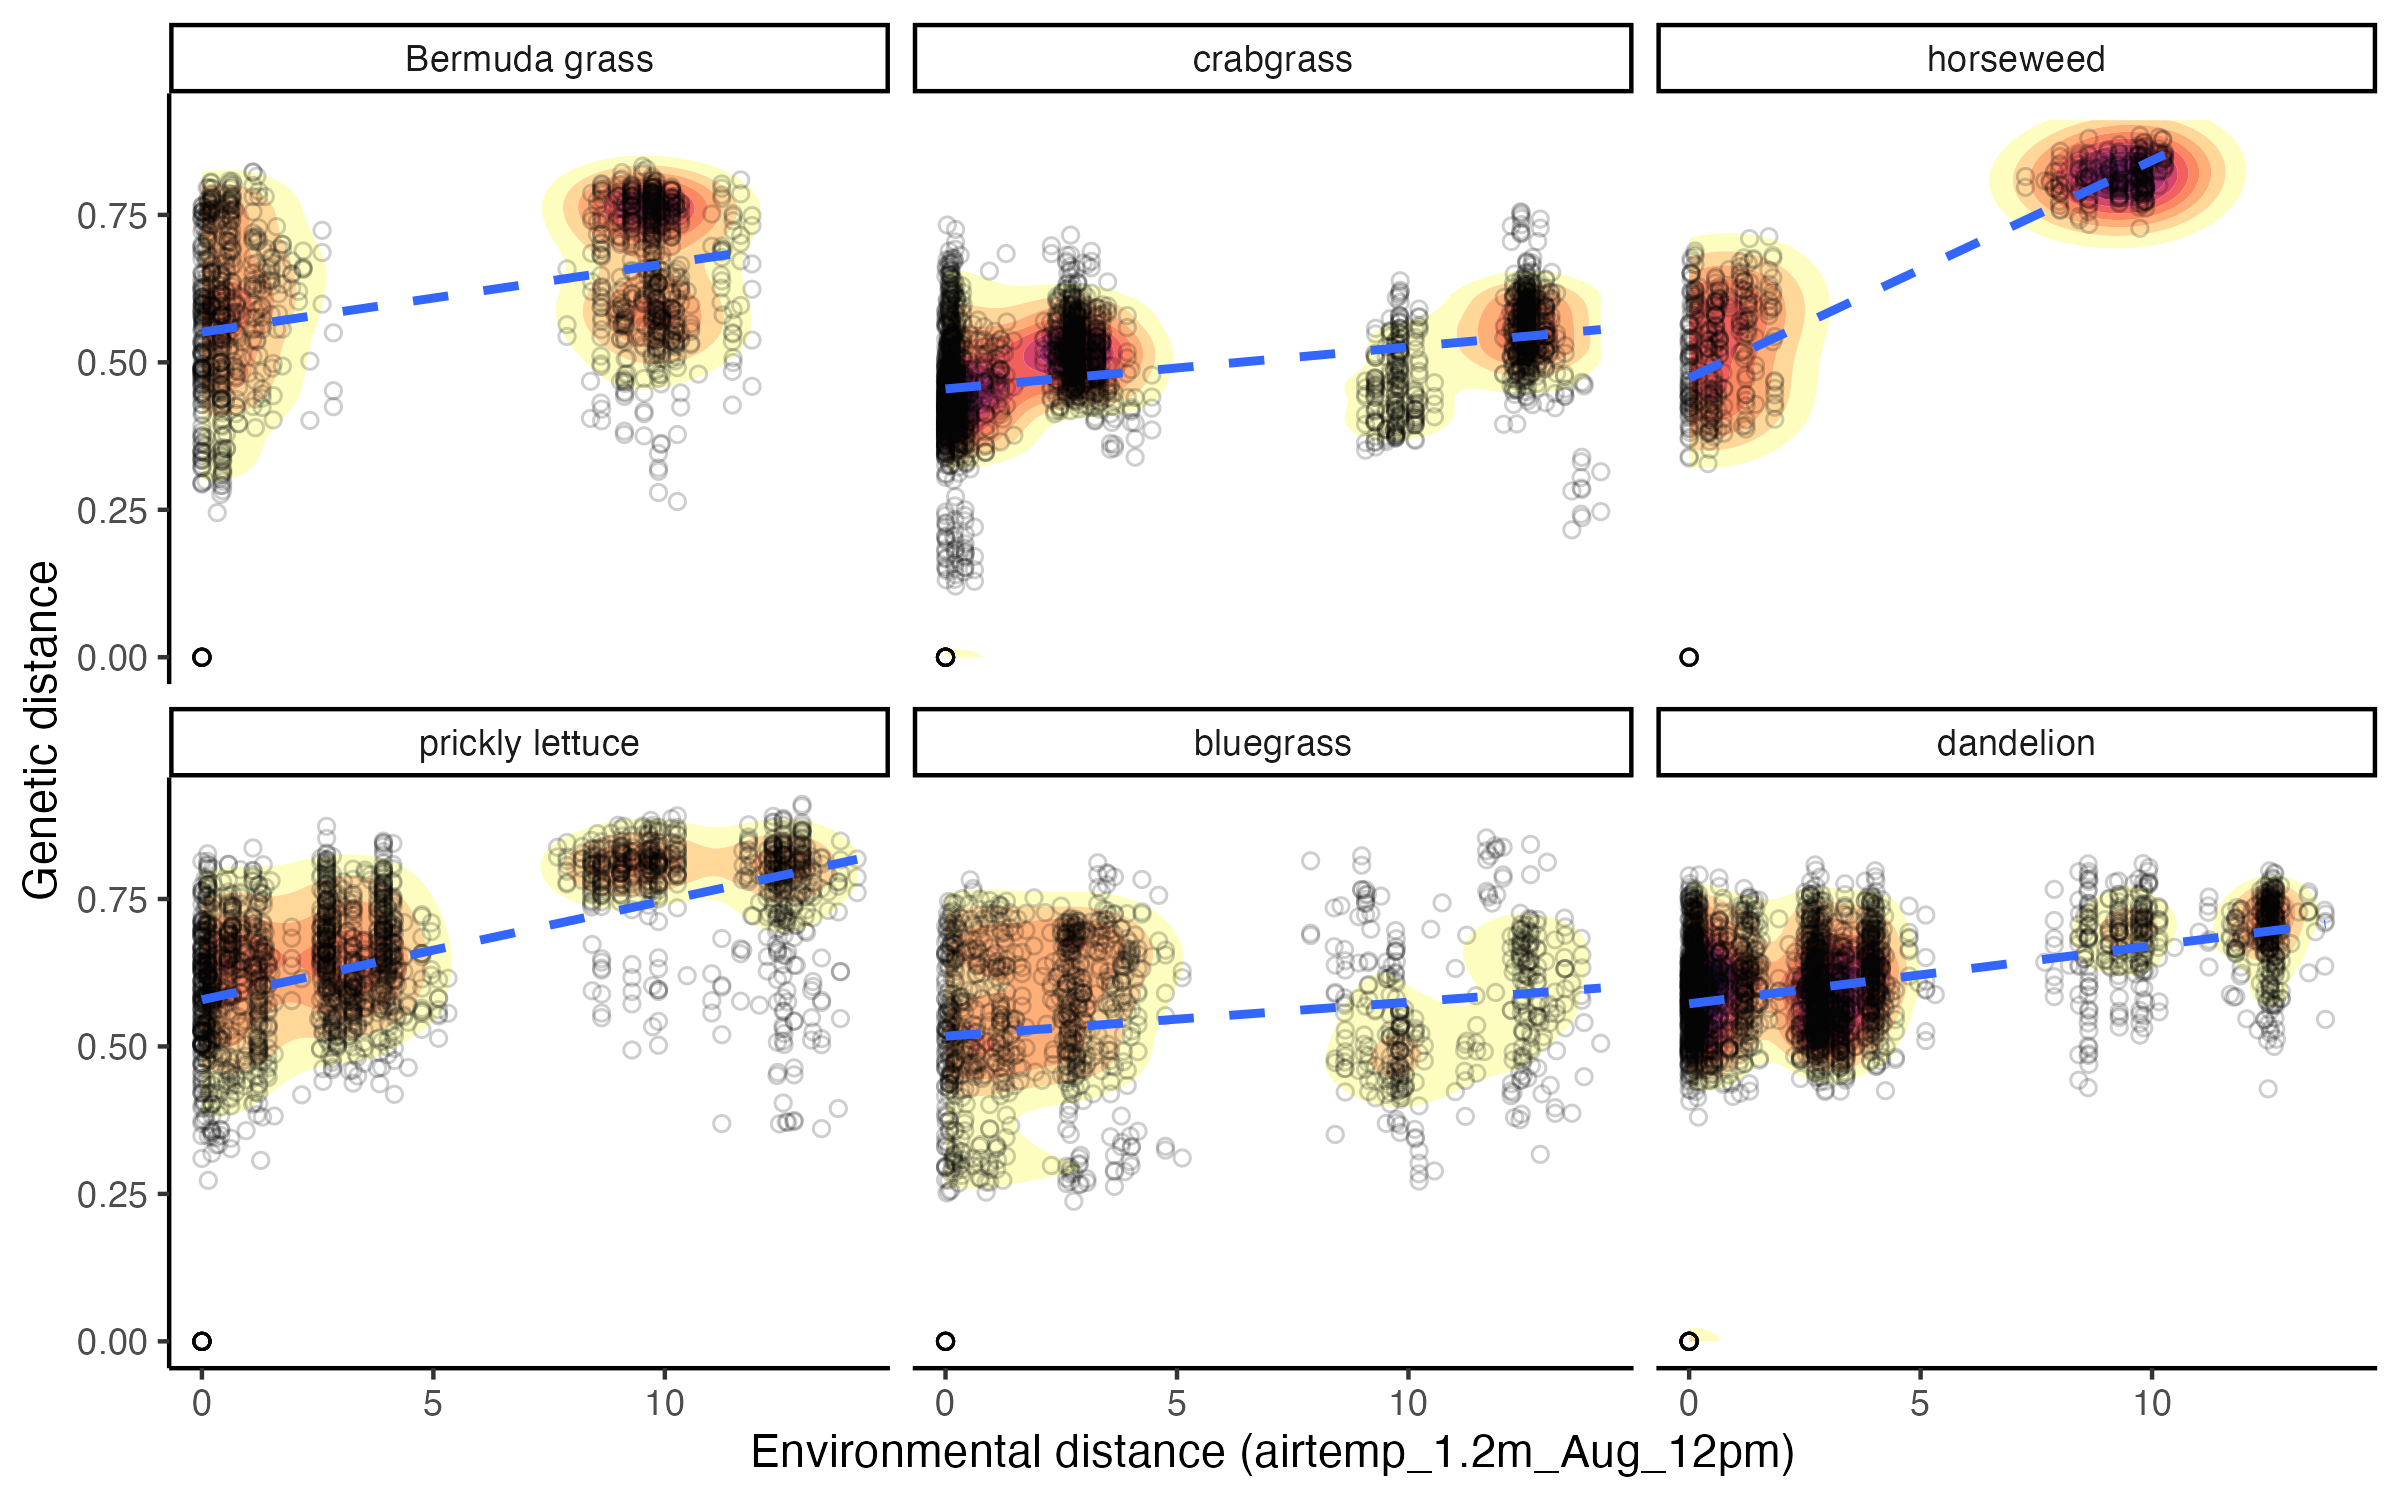 Bermuda grass
crabgrass
horseweed
0.75
0.50
0.25
0.00
Genetic distance
prickly lettuce
bluegrass
dandelion
0.75
0.50
0.25
0.00
0 5 10
0 5 10
0 5 10
Environmental distance (airtemp_1.2m_Aug_12pm)